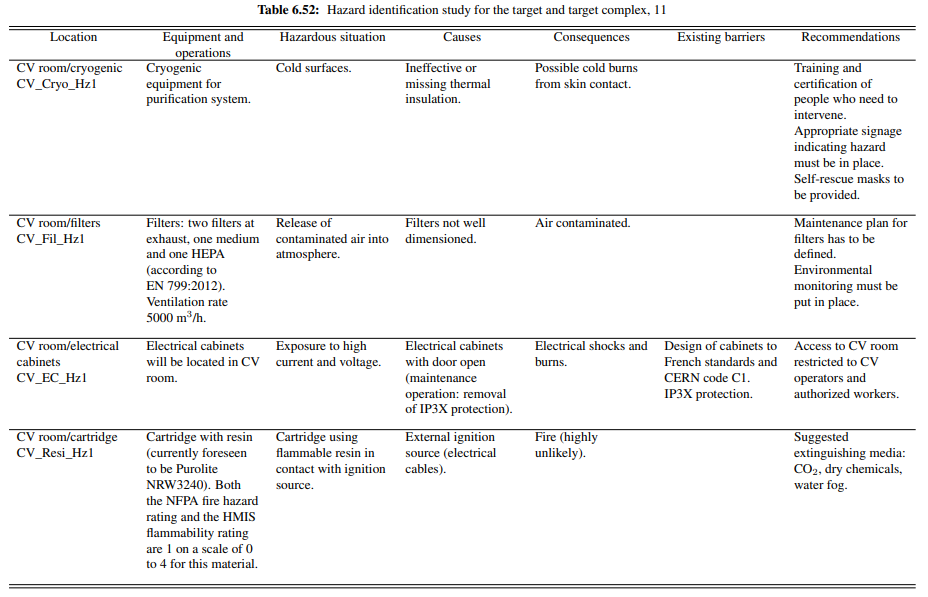 Table 6.52: Hazard identification study for the target and target complex, 11
Location
Equipment and
operations
Hazardous situation
Causes
Consequences
Existing barriers
Recommendations
CV room/cryogenic
CV_Cryo_Hz1
Cryogenic
equipment for
purification system.
Cold surfaces.
Ineffective or
missing thermal
insulation.
Possible cold burns
from skin contact.
Training and
certification of
people who need to
intervene.
Appropriate signage
indicating hazard
must be in place.
Self-rescue masks to
be provided.
CV room/filters
CV_Fil_Hz1
Filters: two filters at
exhaust, one medium
and one HEPA
(according to
EN 799:2012).
Ventilation rate
5000 m³/h.
Release of
contaminated air into
atmosphere.
Filters not well
dimensioned.
Air contaminated.
Maintenance plan for
filters has to be
defined.
Environmental
monitoring must be
put in place.
CV room/electrical
cabinets
CV_EC_Hz1
Electrical cabinets
will be located in CV
room.
Exposure to high
current and voltage.
Electrical cabinets
with door open
(maintenance
operation: removal
of IP3X protection).
Electrical shocks and
burns.
Design of cabinets to
French standards and
CERN code C1.
IP3X protection.
Access to CV room
restricted to CV
operators and
authorized workers.
CV room/cartridge
CV_Resi_Hz1
Cartridge with resin
(currently foreseen
to be Purolite
NRW3240). Both
the NFPA fire hazard
rating and the HMIS
flammability rating
are 1 on a scale of 0
to 4 for this material.
Cartridge using
flammable resin in
contact with ignition
source.
External ignition
source (electrical
cables).
Fire (highly
unlikely).
Suggested
extinguishing media:
CO₂, dry chemicals,
water fog.